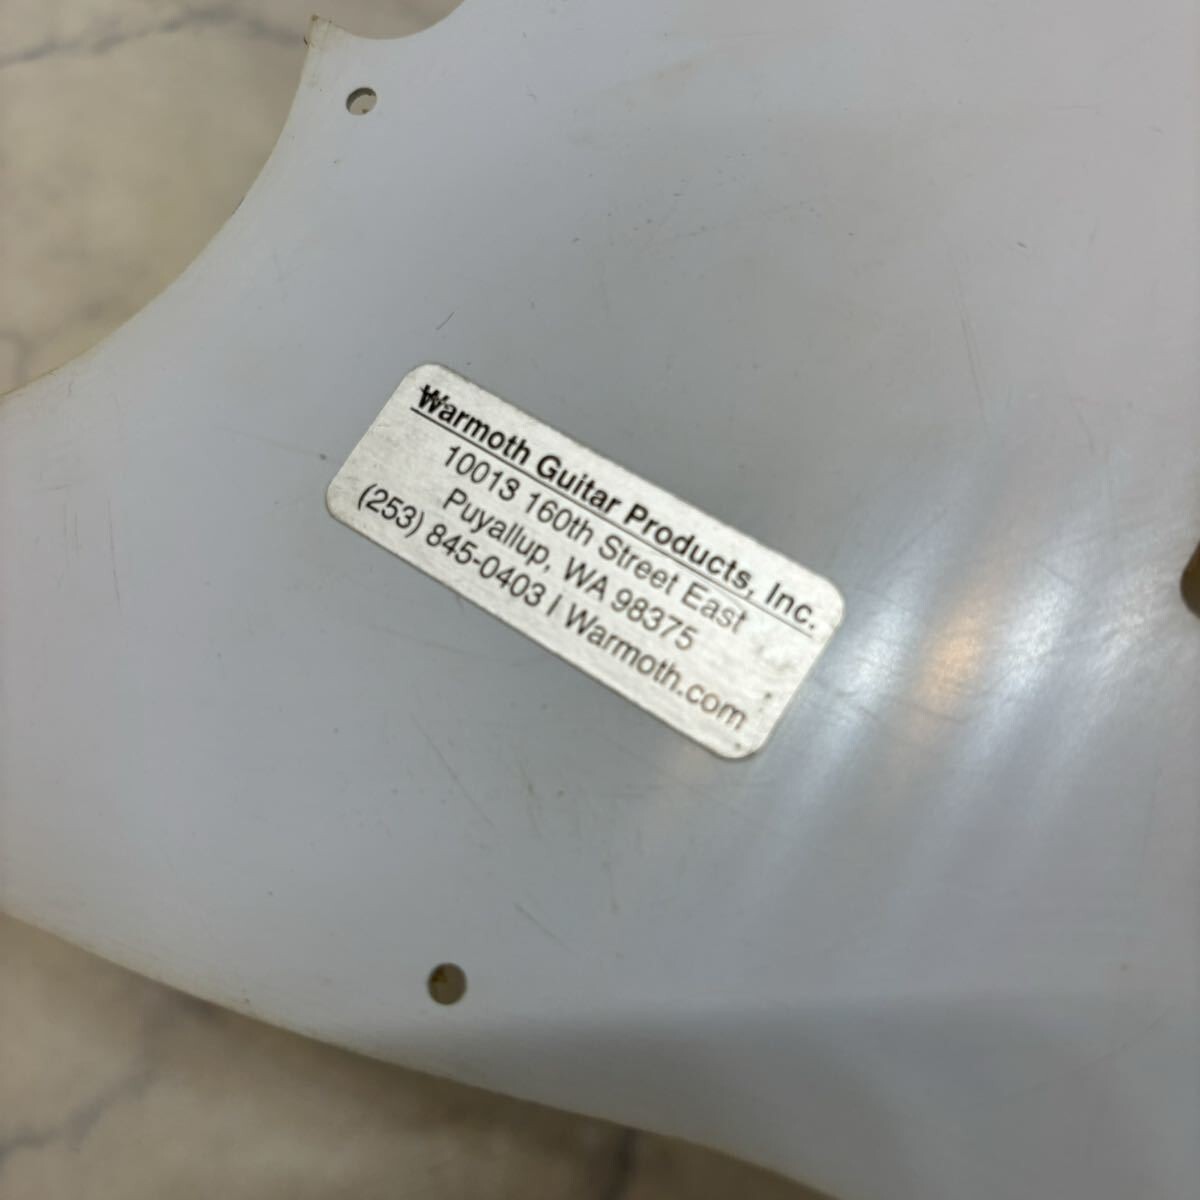 Warmoth Guitar Products, Inc.
10013 160th Street East
Puyallup, WA 98375
(253) 845-0403 | Warmoth.com